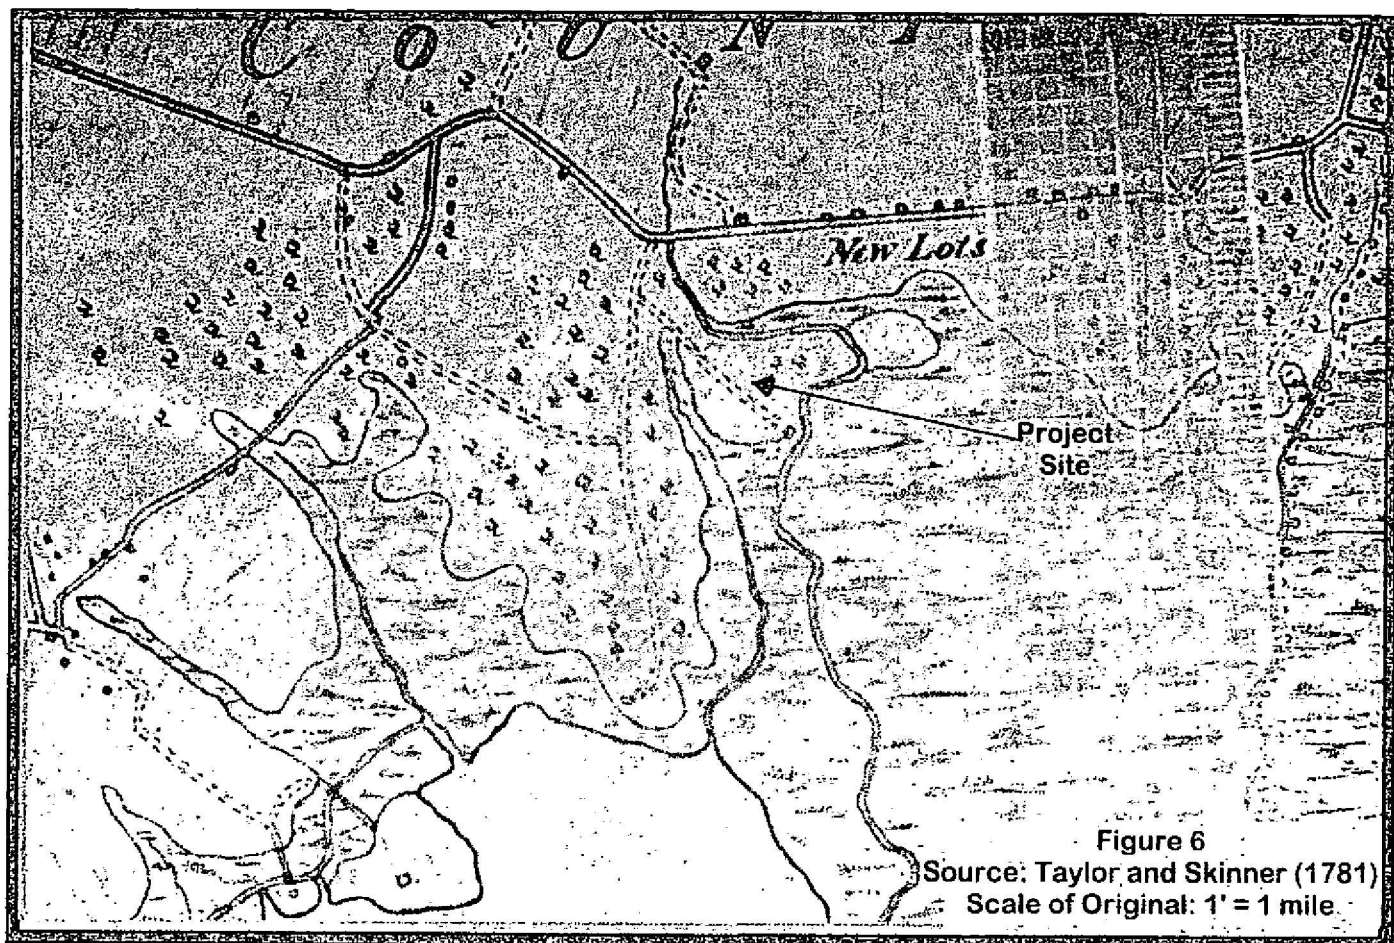 C O U N T
New Lots
Project
Site
Figure 6
Source: Taylor and Skinner (1781)
Scale of Original: 1' = 1 mile